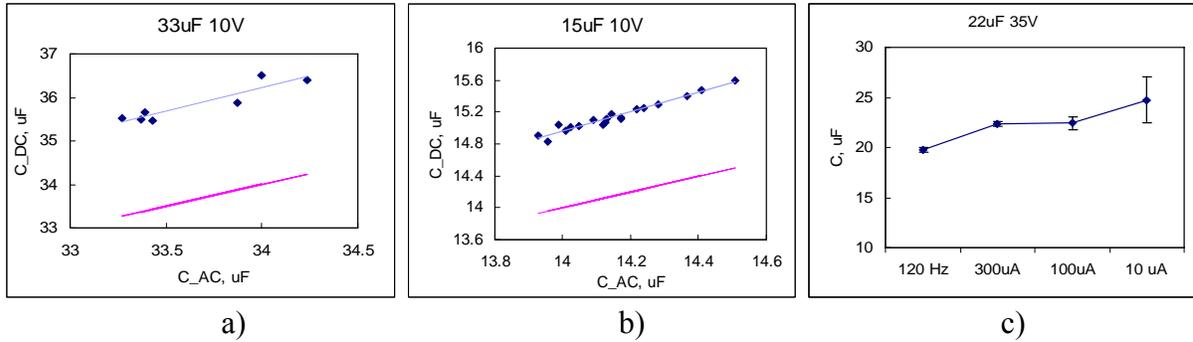 33uF 10V
37
36
35
34
33
C_DC, uF
33
33.5
34
34.5
C_AC, uF
a)
15uF 10V
16
15.6
15.2
14.8
14.4
14
13.6
C_DC, uF
13.8
14
14.2
14.4
14.6
C_AC, uF
b)
22uF 35V
30
25
20
15
10
C, uF
120 Hz
300uA
100uA
10 uA
c)